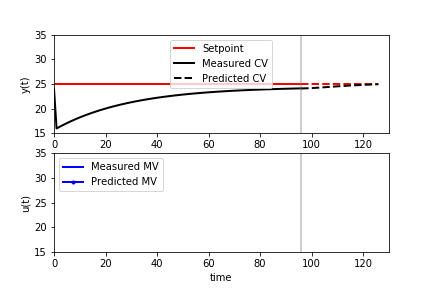 35
30
25
20
15
y(t)
Setpoint
Measured CV
Predicted CV
0 20 40 60 80 100 120
35
30
25
20
15
u(t)
Measured MV
Predicted MV
0 20 40 60 80 100 120
time